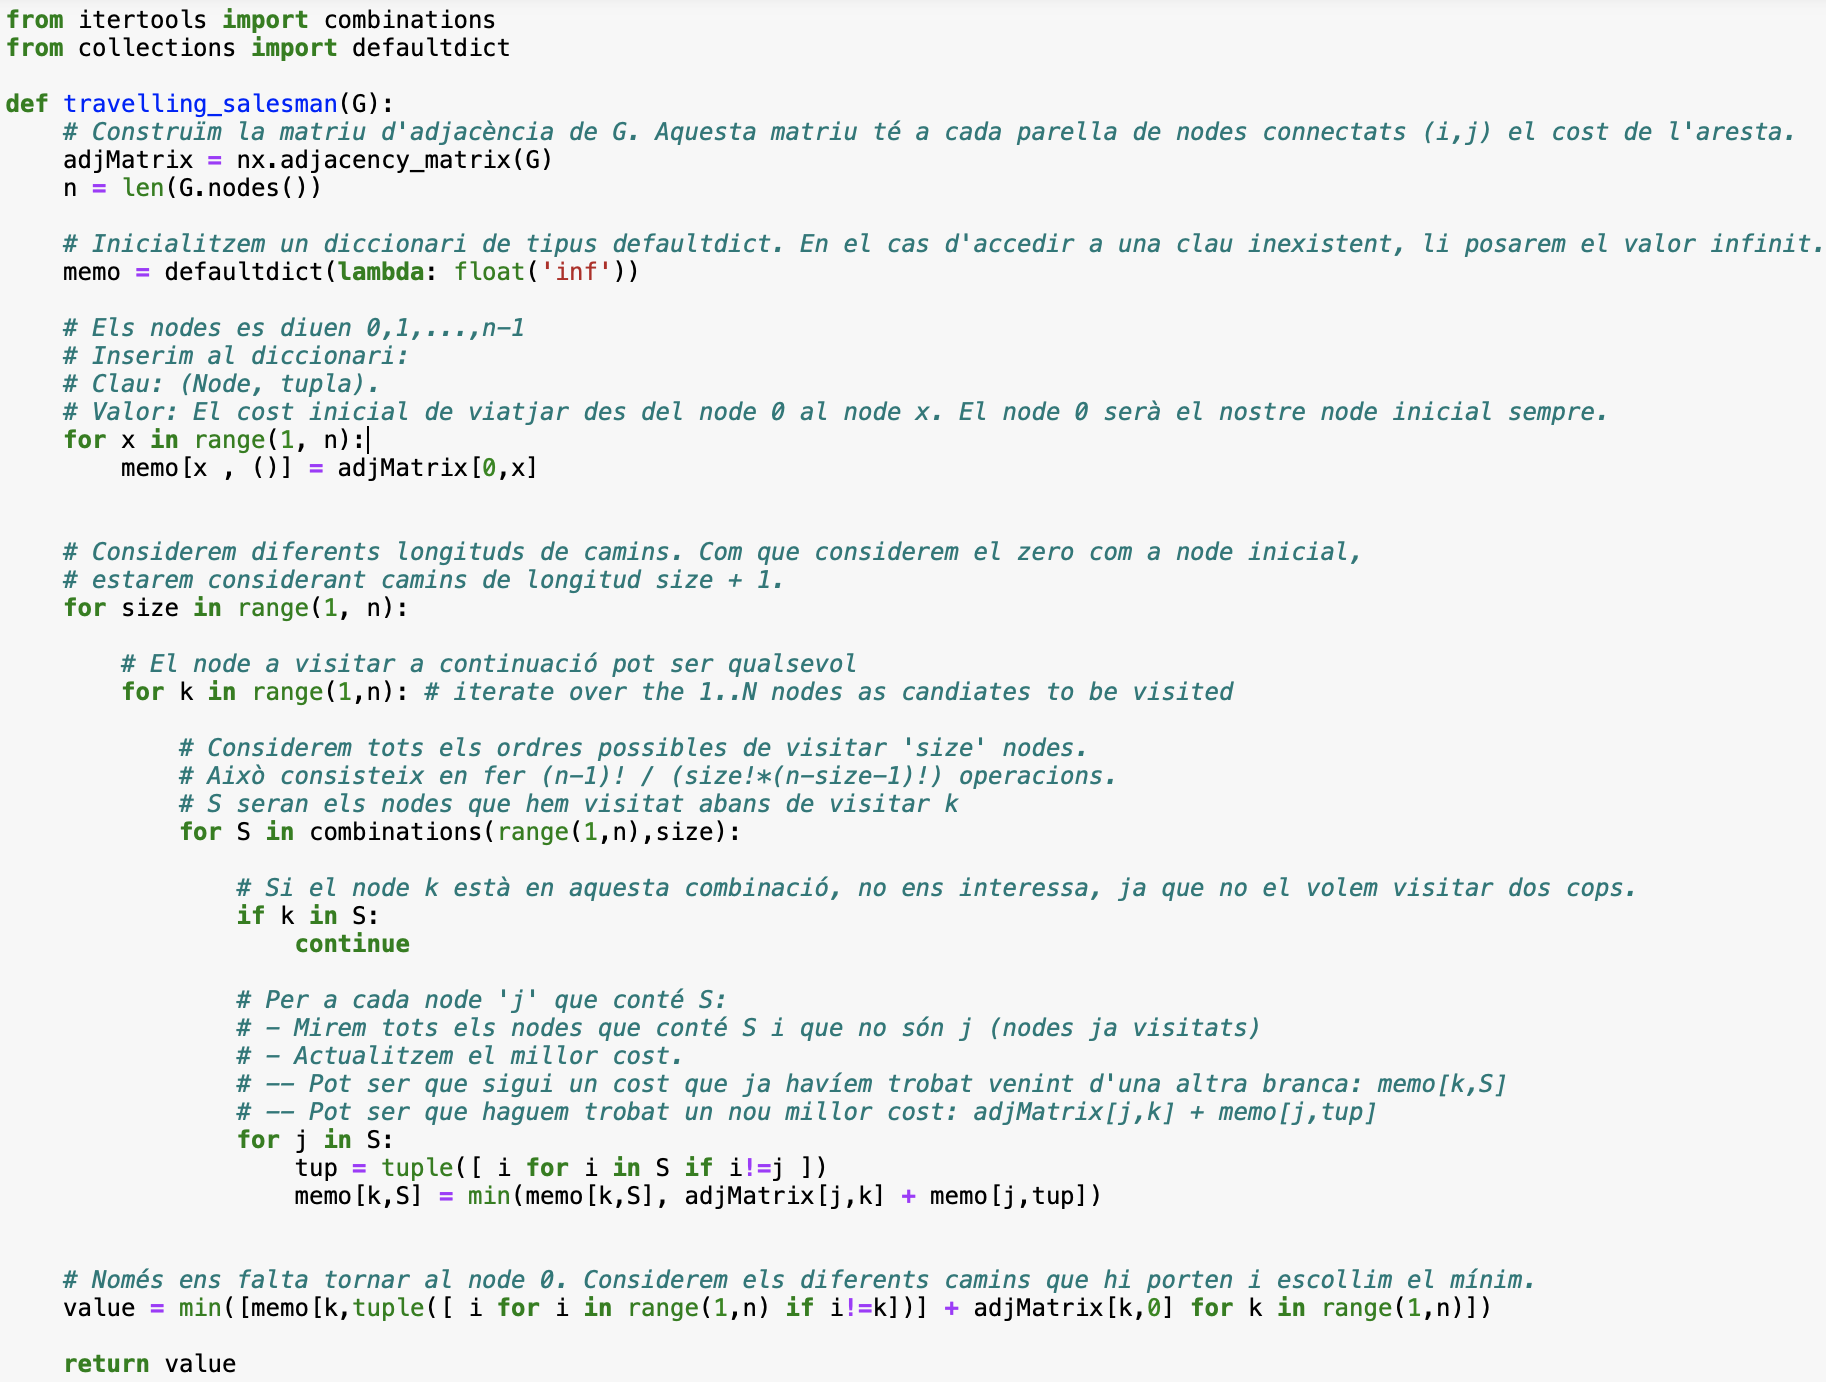 from itertools import combinations
from collections import defaultdict

def travelling_salesman(G):
    # Construïm la matriu d'adjacència de G. Aquesta matriu té a cada parella de nodes connectats (i,j) el cost de l'aresta.
    adjMatrix = nx.adjacency_matrix(G)
    n = len(G.nodes())

    # Inicialitzem un diccionari de tipus defaultdict. En el cas d'accedir a una clau inexistent, li posarem el valor infinit.
    memo = defaultdict(lambda: float('inf'))

    # Els nodes es diuen 0,1,...,n-1
    # Inserim al diccionari:
    # Clau: (Node, tupla).
    # Valor: El cost inicial de viatjar des del node 0 al node x. El node 0 serà el nostre node inicial sempre.
    for x in range(1, n):
        memo[x , ()] = adjMatrix[0,x]


    # Considerem diferents longituds de camins. Com que considerem el zero com a node inicial,
    # estarem considerant camins de longitud size + 1.
    for size in range(1, n):

        # El node a visitar a continuació pot ser qualsevol
        for k in range(1,n): # iterate over the 1..N nodes as candiates to be visited

            # Considerem tots els ordres possibles de visitar 'size' nodes.
            # Això consisteix en fer (n-1)! / (size!*(n-size-1)!) operacions.
            # S seran els nodes que hem visitat abans de visitar k
            for S in combinations(range(1,n),size):

                # Si el node k està en aquesta combinació, no ens interessa, ja que no el volem visitar dos cops.
                if k in S:
                    continue

                # Per a cada node 'j' que conté S:
                # - Mirem tots els nodes que conté S i que no són j (nodes ja visitats)
                # - Actualitzem el millor cost.
                # -- Pot ser que sigui un cost que ja havíem trobat venint d'una altra branca: memo[k,S]
                # -- Pot ser que haguem trobat un nou millor cost: adjMatrix[j,k] + memo[j,tup]
                for j in S:
                    tup = tuple([ i for i in S if i!=j ])
                    memo[k,S] = min(memo[k,S], adjMatrix[j,k] + memo[j,tup])


    # Només ens falta tornar al node 0. Considerem els diferents camins que hi porten i escollim el mínim.
    value = min([memo[k,tuple([ i for i in range(1,n) if i!=k])] + adjMatrix[k,0] for k in range(1,n)])

    return value